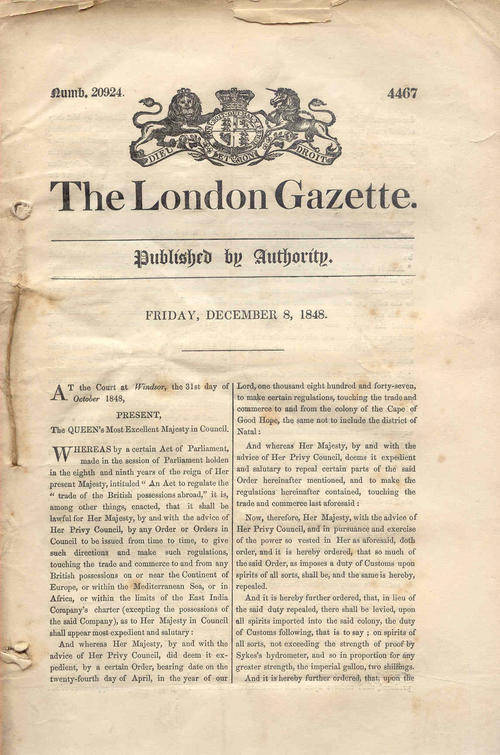 Numb. 20924.
4467
DIEU ET MON DROIT
The London Gazette.
Published by Authority.
FRIDAY, DECEMBER 8, 1848.
AT the Court at Windsor, the 31st day of
October 1848,
PRESENT,
The QUEEN's Most Excellent Majesty in Council.
WHEREAS by a certain Act of Parliament,
made in the session of Parliament holden
in the eighth and ninth years of the reign of Her
present Majesty, intituled “ An Act to regulate the
“ trade of the British possessions abroad,” it is,
among other things, enacted, that it shall be
lawful for Her Majesty, by and with the advice of
Her Privy Council, by any Order or Orders in
Council to be issued from time to time, to give
such directions and make such regulations,
touching the trade and commerce to and from any
British possessions on or near the Continent of
Europe, or within the Mediterranean Sea, or in
Africa, or within the limits of the East India
Company's charter (excepting the possessions of
the said Company), as to Her Majesty in Council
shall appear most expedient and salutary :
And whereas Her Majesty, by and with the
advice of Her Privy Council, did deem it ex-
pedient, by a certain Order, bearing date on the
twenty-fourth day of April, in the year of our
Lord, one thousand eight hundred and forty-seven,
to make certain regulations, touching the trade and
commerce to and from the colony of the Cape of
Good Hope, the same not to include the district of
Natal :
And whereas Her Majesty, by and with the
advice of Her Privy Council, deems it expedient
and salutary to repeal certain parts of the said
Order hereinafter mentioned, and to make the
regulations hereinafter contained, touching the
trade and commerce last aforesaid :
Now, therefore, Her Majesty, with the advice of
Her Privy Council, and in pursuance and exercise
of the power so vested in Her as aforesaid, doth
order, and it is hereby ordered, that so much of
the said Order, as imposes a duty of Customs upon
spirits of all sorts, shall be, and the same is hereby,
repealed.
And it is hereby further ordered, that, in lieu of
the said duty repealed, there shall be levied, upon
all spirits imported into the said colony, the duty
of Customs following, that is to say ; on spirits of
all sorts, not exceeding the strength of proof by
Sykes's hydrometer, and so in proportion for any
greater strength, the imperial gallon, two shillings.
And it is hereby further ordered, that, upon the